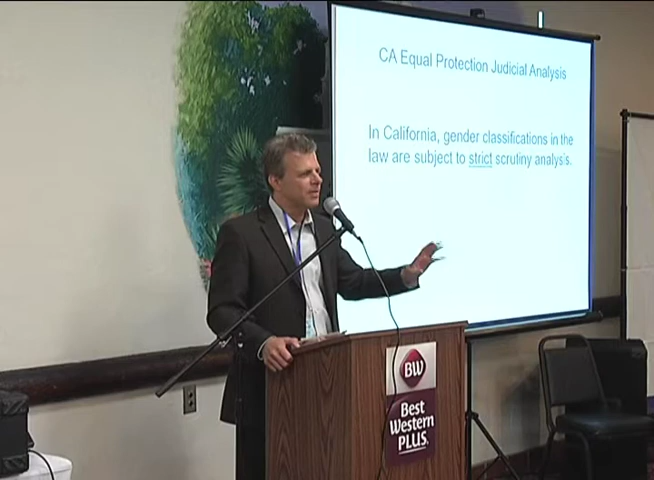 CA Equal Protection Judicial Analysis
In California, gender classifications in the
law are subject to strict scrutiny analysis.
BW
Best
Western
PLUS.